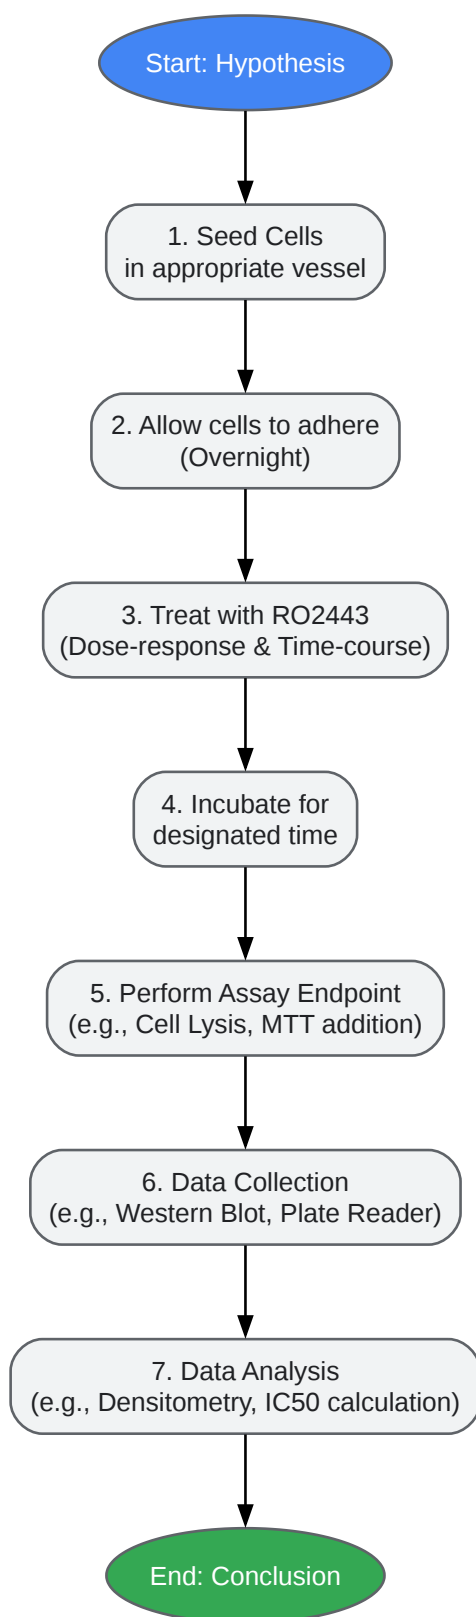 Start: Hypothesis
1. Seed Cells
in appropriate vessel
2. Allow cells to adhere
(Overnight)
3. Treat with RO2443
(Dose-response & Time-course)
4. Incubate for
designated time
5. Perform Assay Endpoint
(e.g., Cell Lysis, MTT addition)
6. Data Collection
(e.g., Western Blot, Plate Reader)
7. Data Analysis
(e.g., Densitometry, IC50 calculation)
End: Conclusion